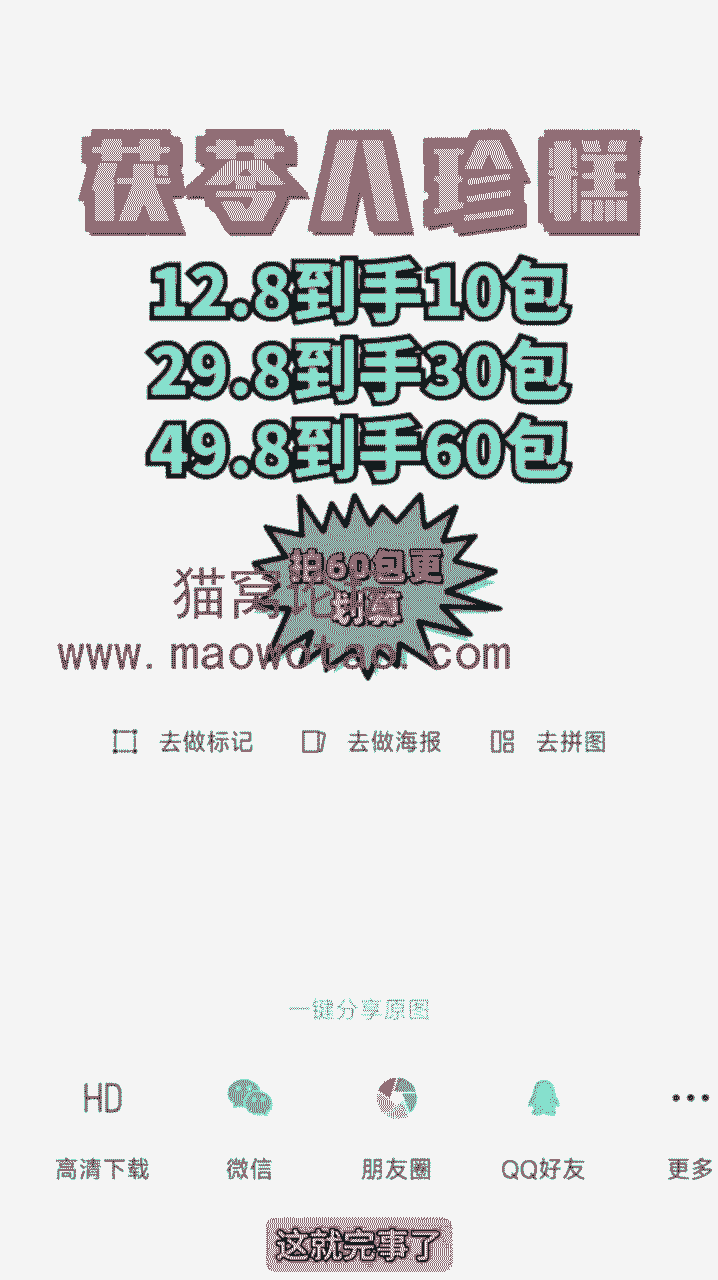 茯苓八珍糕
12.8到手10包
29.8到手30包
49.8到手60包
拍60包更
划算
猫窝论坛
www.maowo
.com
去做标记 去做海报 去拼图
一键分享原图
HD
高清下载 微信 朋友圈 QQ好友 更多
这就完事了